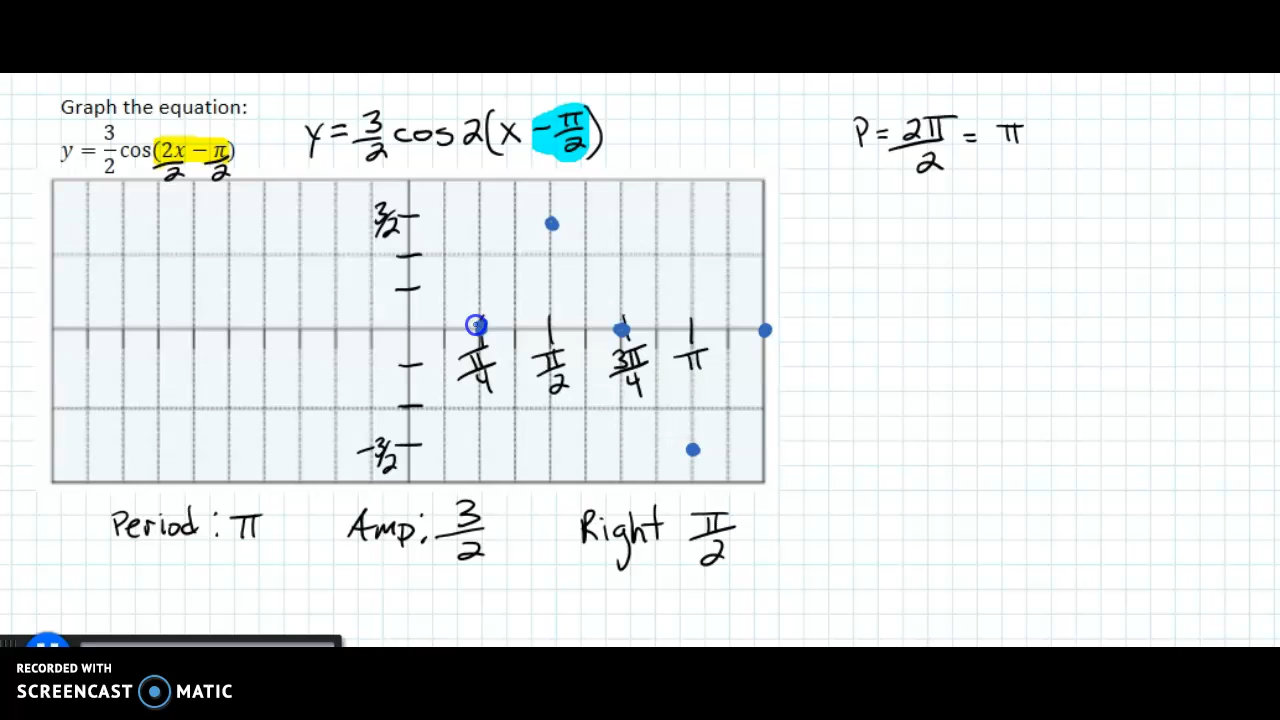 Graph the equation:
y = 3/2 cos(2x − π)
2 2
y = 3/2 cos 2(x − π/2)
P = 2π/2 = π
3/2
π/4 π/2 3π/4 π
−3/2
Period: π Amp: 3/2 Right π/2
RECORDED WITH
SCREENCAST MATIC